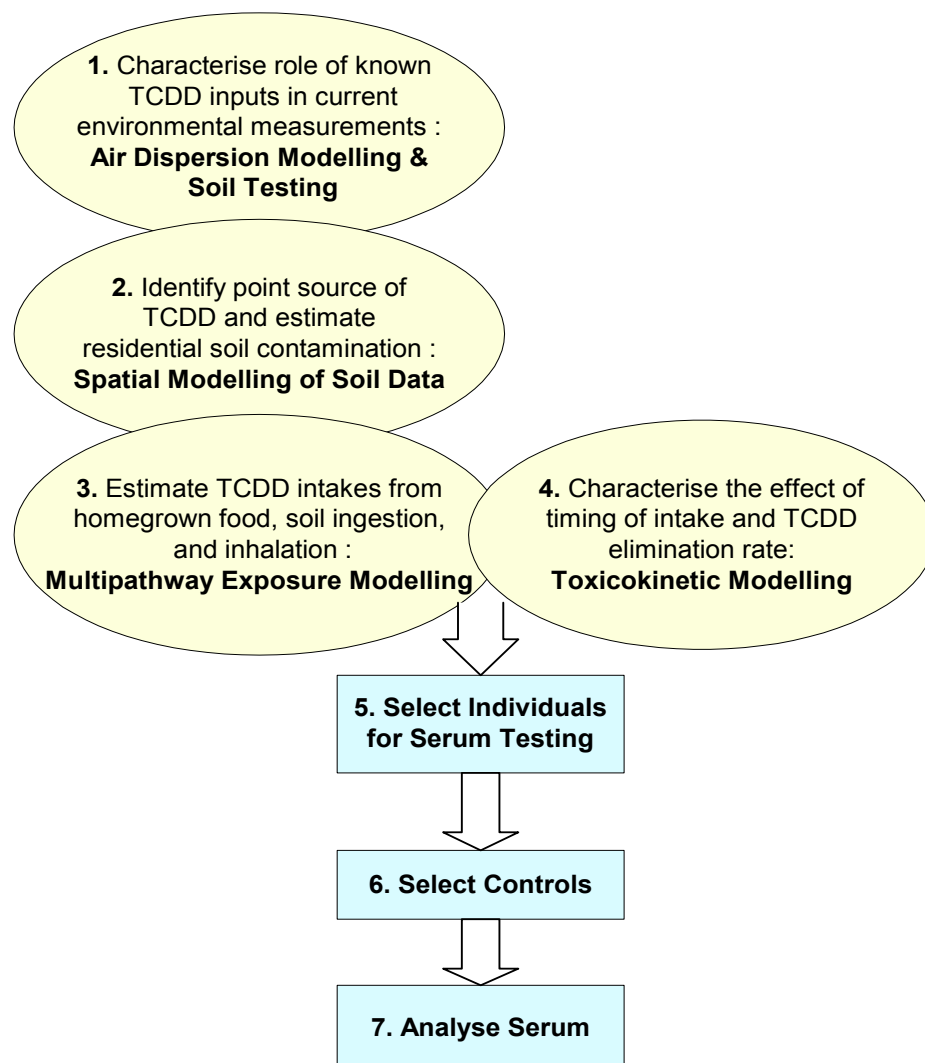 1. Characterise role of known
TCDD inputs in current
environmental measurements :
Air Dispersion Modelling &
Soil Testing
2. Identify point source of
TCDD and estimate
residential soil contamination :
Spatial Modelling of Soil Data
3. Estimate TCDD intakes from
homegrown food, soil ingestion,
and inhalation :
Multipathway Exposure Modelling
4. Characterise the effect of
timing of intake and TCDD
elimination rate:
Toxicokinetic Modelling
5. Select Individuals
for Serum Testing
6. Select Controls
7. Analyse Serum